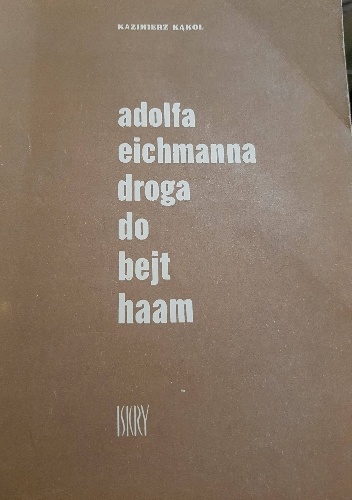 KAZIMIERZ KĄKOL
adolfa
eichmanna
droga
do
bejt
haam
ISKRY